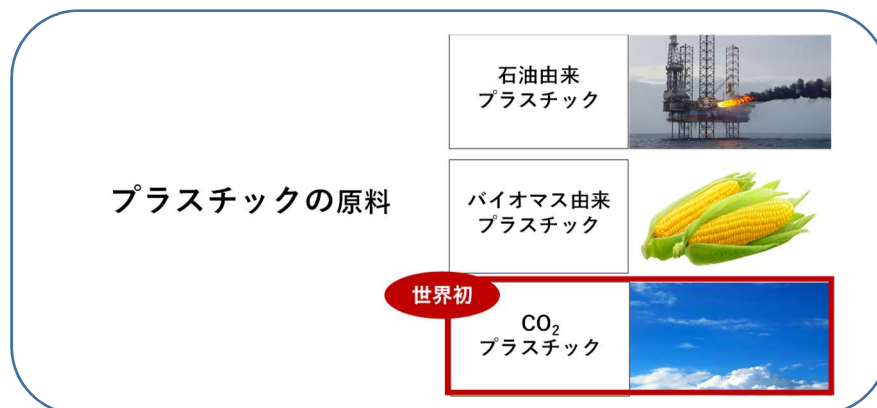 石油由来
プラスチック
プラスチックの原料
バイオマス由来
プラスチック
世界初
CO₂
プラスチック